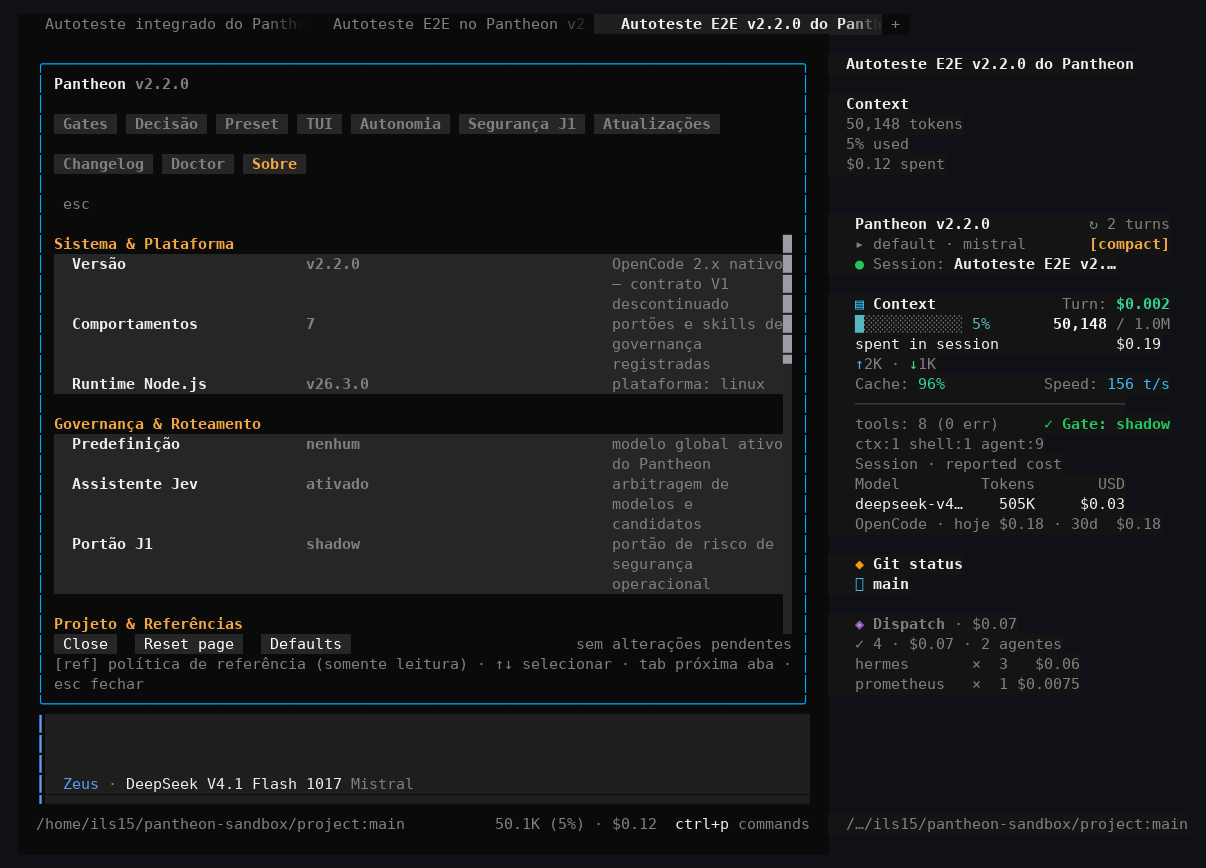 Autoteste integrado do Panthe Autoteste E2E no Pantheon v2. Autoteste E2E v2.2.0 do Panth +
Pantheon v2.2.0
Gates Decisão Preset TUI Autonomia Segurança J1 Atualizações
Changelog Doctor Sobre
esc
Sistema & Plataforma
Versão v2.2.0 OpenCode 2.x nativo
— contrato V1
descontinuado
Comportamentos 7 portões e skills de
governança
registradas
Runtime Node.js v26.3.0 plataforma: linux
Governança & Roteamento
Predefinição nenhum modelo global ativo
do Pantheon
Assistente Jev ativado arbitragem de
modelos e
candidatos
Portão J1 shadow portão de risco de
segurança
operacional
Projeto & Referências
Close Reset page Defaults sem alterações pendentes
[ref] política de referência (somente leitura) · ↑↓ selecionar · tab próxima aba ·
esc fechar
Zeus · DeepSeek V4.1 Flash 1017 Mistral
/home/ils15/pantheon-sandbox/project:main 50.1K (5%) · $0.12 ctrl+p commands
Autoteste E2E v2.2.0 do Pantheon
Context
50,148 tokens
5% used
$0.12 spent
Pantheon v2.2.0 ↻ 2 turns
▸ default · mistral [compact]
● Session: Autoteste E2E v2.…
▤ Context Turn: $0.002
5% 50,148 / 1.0M
spent in session $0.19
↑2K · ↓1K
Cache: 96% Speed: 156 t/s
tools: 8 (0 err) ✓ Gate: shadow
ctx:1 shell:1 agent:9
Session · reported cost
Model Tokens USD
deepseek-v4… 505K $0.03
OpenCode · hoje $0.18 · 30d $0.18
◆ Git status
main
◈ Dispatch · $0.07
✓ 4 · $0.07 · 2 agentes
hermes × 3 $0.06
prometheus × 1 $0.0075
/…/ils15/pantheon-sandbox/project:main